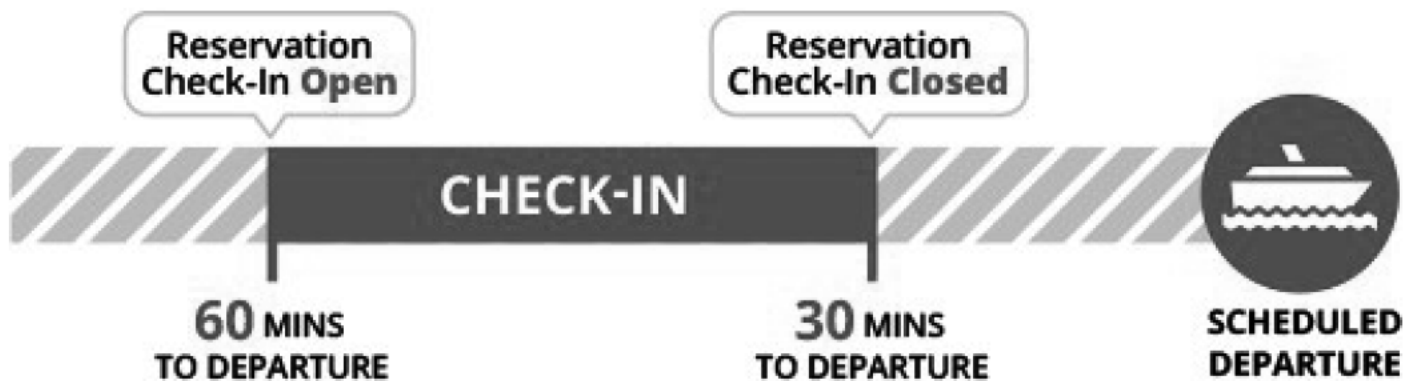 Reservation
Check-In Open
Reservation
Check-In Closed
CHECK-IN
60 MINS
TO DEPARTURE
30 MINS
TO DEPARTURE
SCHEDULED
DEPARTURE